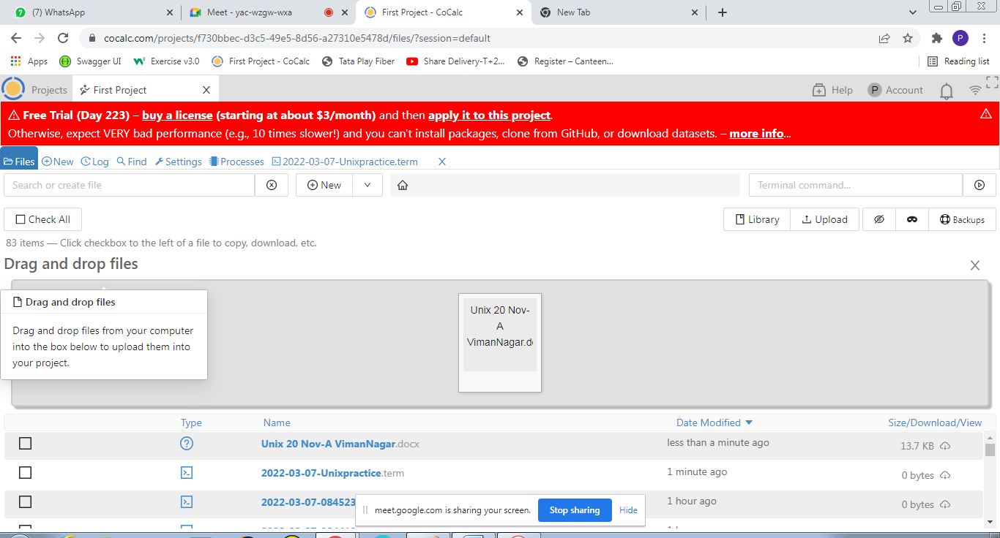 (7) WhatsApp
Meet - yac-wzgw-wxa
First Project - CoCalc
New Tab
cocalc.com/projects/f730bbec-d3c5-49e5-8d56-a27310e5478d/files/?session=default
P
Apps
Swagger UI
Exercise v3.0
First Project - CoCalc
Tata Play Fiber
Share Delivery-T+2...
Register – Canteen...
Reading list
Projects
First Project
Help
P Account
Free Trial (Day 223) – buy a license (starting at about $3/month) and then apply it to this project.
Otherwise, expect VERY bad performance (e.g., 10 times slower!) and you can't install packages, clone from GitHub, or download datasets. – more info...
Files
New
Log
Find
Settings
Processes
2022-03-07-Unixpractice.term
Search or create file
New
Terminal command...
Check All
Library
Upload
Backups
83 items — Click checkbox to the left of a file to copy, download, etc.
Drag and drop files
Drag and drop files
Drag and drop files from your computer
into the box below to upload them into
your project.
Unix 20 Nov-
A
VimanNagar.d
Type
Name
Date Modified
Size/Download/View
Unix 20 Nov-A VimanNagar.docx
less than a minute ago
13.7 KB
2022-03-07-Unixpractice.term
1 minute ago
0 bytes
2022-03-07-084523
1 hour ago
0 bytes
meet.google.com is sharing your screen.
Stop sharing
Hide